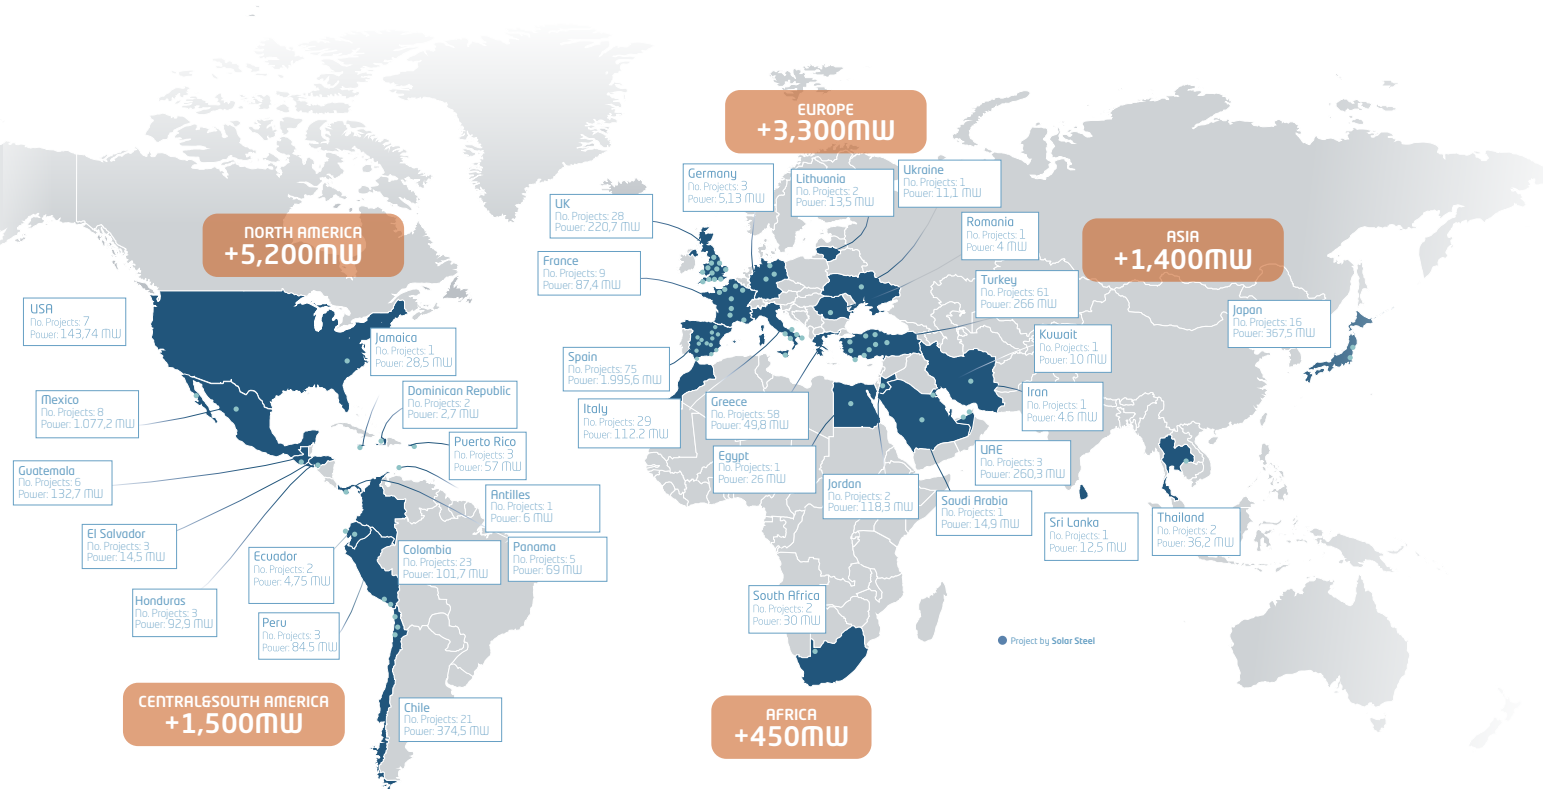 EUROPE
+3,300MW
NORTH AMERICA
+5,200MW
ASIA
+1,400MW
CENTRAL&SOUTH AMERICA
+1,500MW
AFRICA
+450MW
Germany
No. Projects: 3
Power: 5,13 MW
Lithuania
No. Projects: 2
Power: 13,5 MW
Ukraine
No. Projects: 1
Power: 11,1 MW
UK
No. Projects: 28
Power: 220,7 MW
Romania
No. Projects: 1
Power: 4 MW
France
No. Projects: 9
Power: 87,4 MW
Turkey
No. Projects: 61
Power: 266 MW
USA
No. Projects: 7
Power: 143,74 MW
Japan
No. Projects: 16
Power: 367,5 MW
Jamaica
No. Projects: 1
Power: 28,5 MW
Kuwait
No. Projects: 1
Power: 10 MW
Spain
No. Projects: 75
Power: 1.995,6 MW
Dominican Republic
No. Projects: 2
Power: 2,7 MW
Iran
No. Projects: 1
Power: 4.6 MW
Mexico
No. Projects: 8
Power: 1.077,2 MW
Italy
No. Projects: 29
Power: 112.2 MW
Greece
No. Projects: 58
Power: 49,8 MW
Puerto Rico
No. Projects: 3
Power: 57 MW
UAE
No. Projects: 3
Power: 260,3 MW
Egypt
No. Projects: 1
Power: 26 MW
Guatemala
No. Projects: 6
Power: 132,7 MW
Jordan
No. Projects: 2
Power: 118,3 MW
Antilles
No. Projects: 1
Power: 6 MW
Saudi Arabia
No. Projects: 1
Power: 14,9 MW
Sri Lanka
No. Projects: 1
Power: 12,5 MW
Thailand
No. Projects: 2
Power: 36,2 MW
El Salvador
No. Projects: 3
Power: 14,5 MW
Ecuador
No. Projects: 2
Power: 4,75 MW
Colombia
No. Projects: 23
Power: 101,7 MW
Panama
No. Projects: 5
Power: 69 MW
Honduras
No. Projects: 3
Power: 92,9 MW
Peru
No. Projects: 3
Power: 84.5 MW
South Africa
No. Projects: 2
Power: 30 MW
Project by Solar Steel
Chile
No. Projects: 21
Power: 374,5 MW